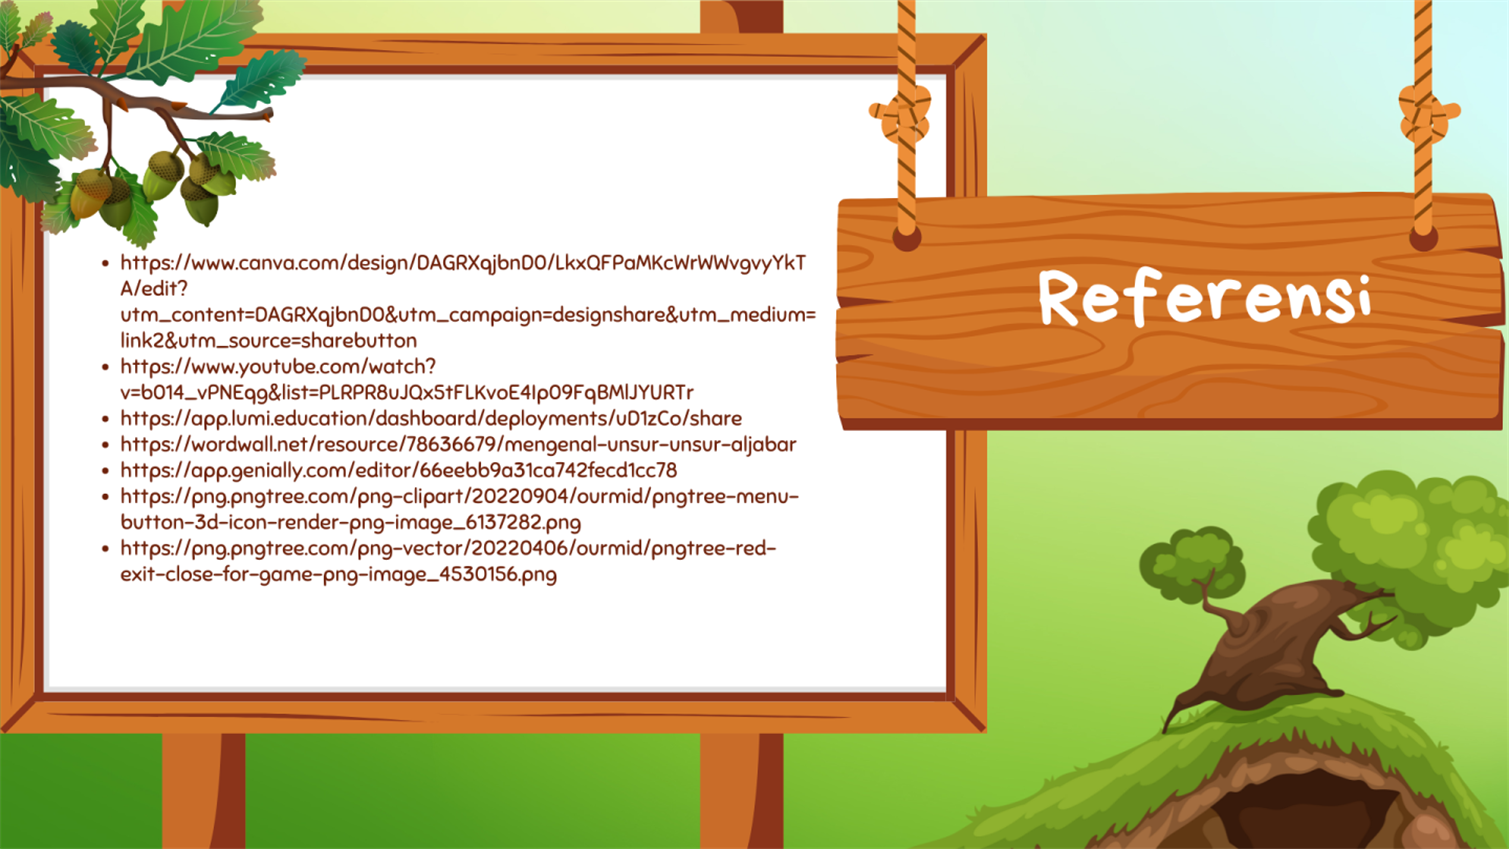 Referensi
• https://www.canva.com/design/DAGRXqjbnD0/LkxQFPaMKcWrWWvgvyYkT
A/edit?
utm_content=DAGRXqjbnD0&utm_campaign=designshare&utm_medium=
link2&utm_source=sharebutton
• https://www.youtube.com/watch?
v=b014_vPNEqg&list=PLRPR8uJQx5tFLKvoE4Ip09FqBMlJYURTr
• https://app.lumi.education/dashboard/deployments/uD1zCo/share
• https://wordwall.net/resource/78636679/mengenal-unsur-unsur-aljabar
• https://app.genially.com/editor/66eebb9a31ca742fecd1cc78
• https://png.pngtree.com/png-clipart/20220904/ourmid/pngtree-menu-
button-3d-icon-render-png-image_6137282.png
• https://png.pngtree.com/png-vector/20220406/ourmid/pngtree-red-
exit-close-for-game-png-image_4530156.png